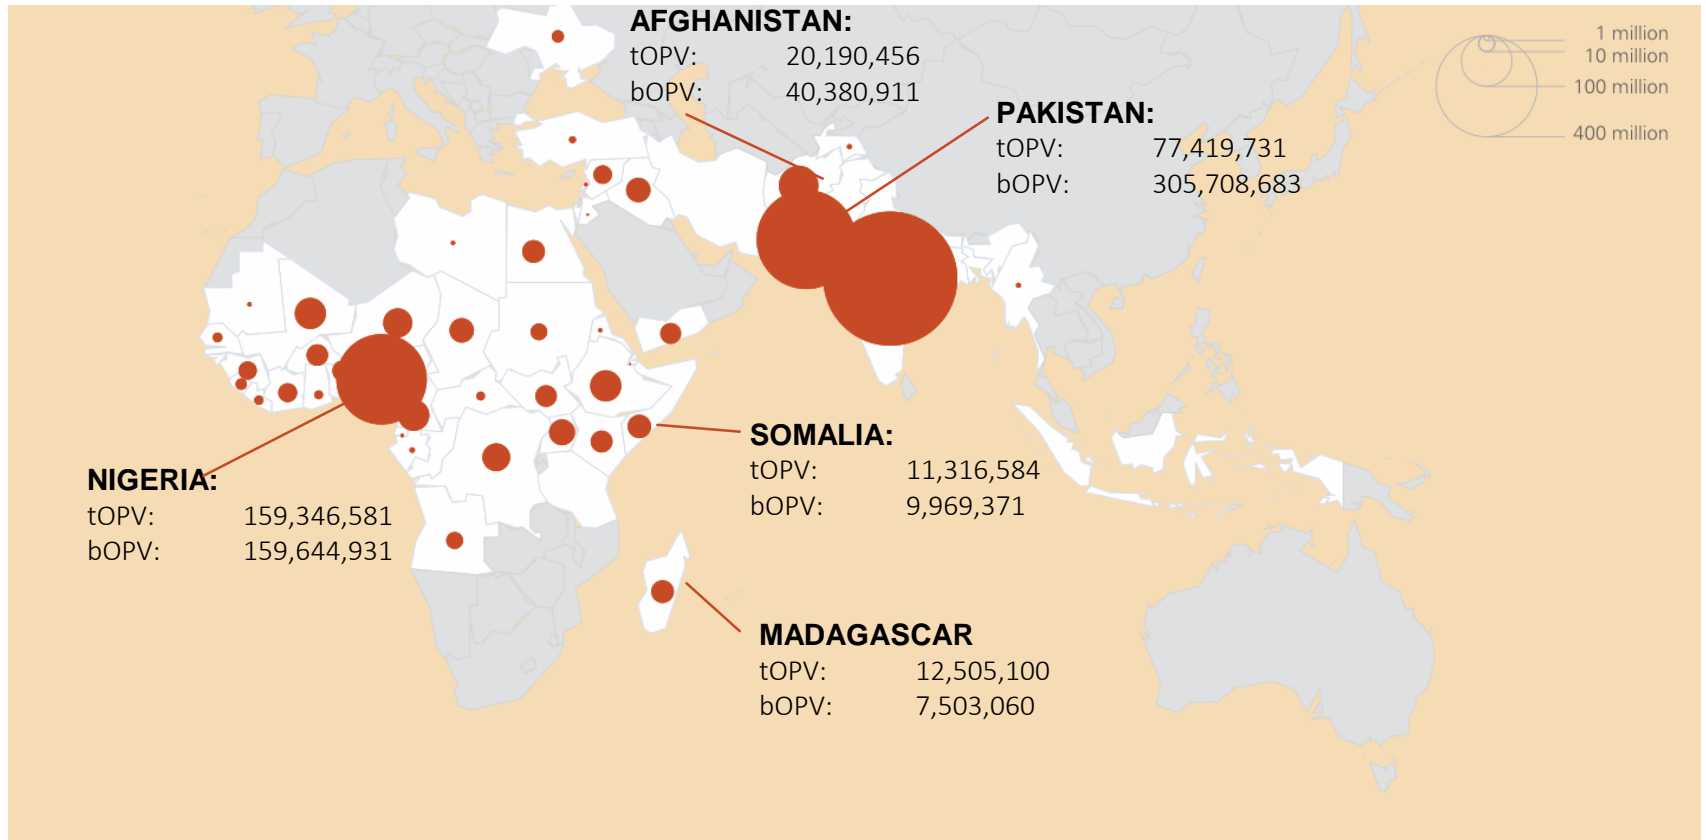 AFGHANISTAN:
tOPV: 20,190,456
bOPV: 40,380,911
1 million
10 million
100 million
400 million
PAKISTAN:
tOPV: 77,419,731
bOPV: 305,708,683
SOMALIA:
tOPV: 11,316,584
bOPV: 9,969,371
NIGERIA:
tOPV: 159,346,581
bOPV: 159,644,931
MADAGASCAR
tOPV: 12,505,100
bOPV: 7,503,060